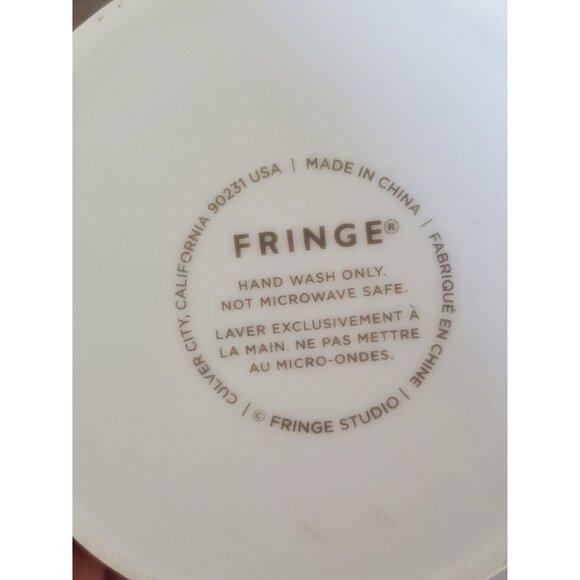 FRINGE®
HAND WASH ONLY.
NOT MICROWAVE SAFE.
LAVER EXCLUSIVEMENT À
LA MAIN. NE PAS METTRE
AU MICRO-ONDES.
| CULVER CITY, CALIFORNIA 90231 USA | MADE IN CHINA | FABRIQUÉ EN CHINE | © FRINGE STUDIO